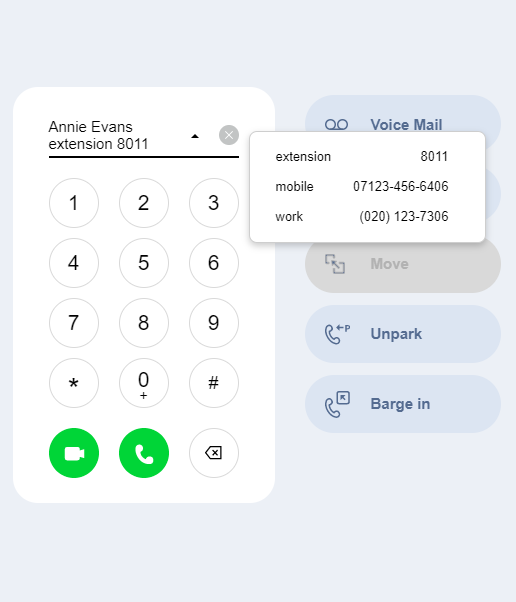 Annie Evans
extension 8011
1 2 3
4 5 6
7 8 9
* 0 #
+
Voice Mail
extension 8011
mobile 07123-456-6406
work (020) 123-7306
Move
P
Unpark
Barge in